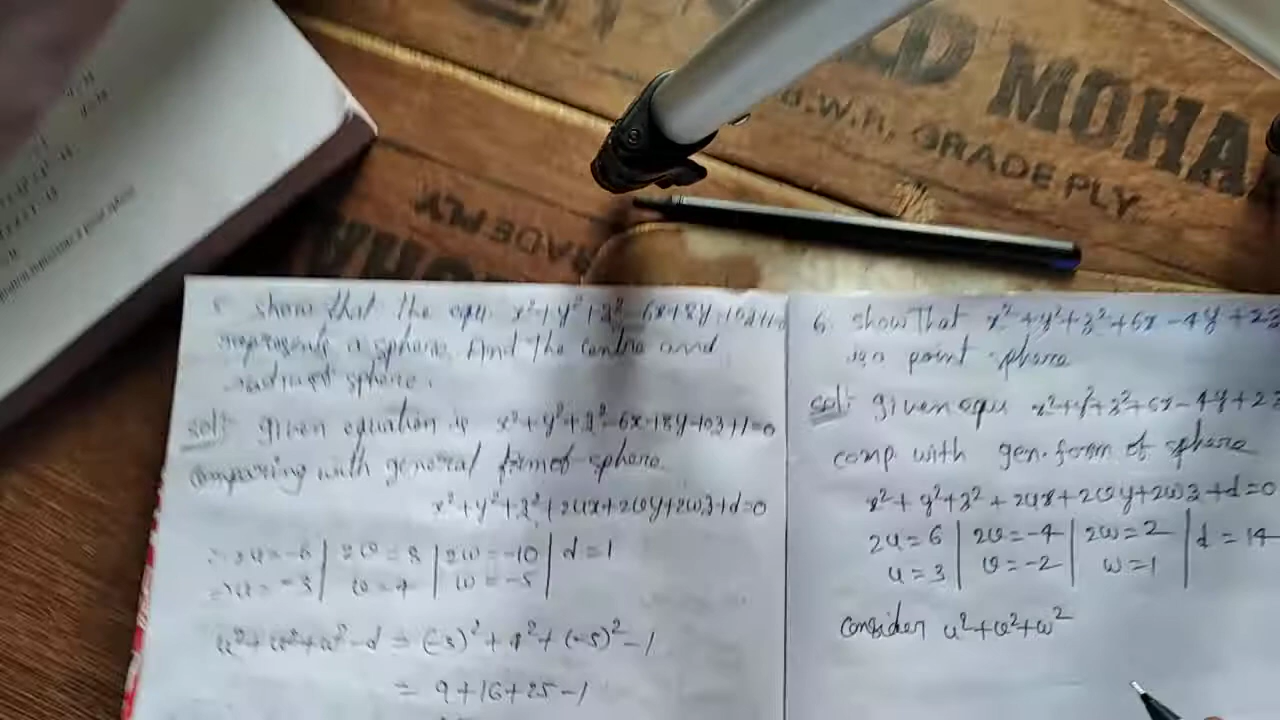 MOHA
B.W.R. GRADE PLY
GRADE PLY
5. show that the equ. x²+y²+z²-6x+8y-10z+1=0
represents a sphere. And the centre and
radius of sphere.
sol: given equation is x²+y²+z²-6x+8y-10z+1=0
comparing with general form of sphere
x²+y²+z²+2ux+2vy+2wz+d=0
∴ 2u=-6 | 2v=8 | 2w=-10 | d=1
u=-3 | v=4 | w=-5
u²+v²+w²-d = (-3)²+4²+(-5)²-1
= 9+16+25-1
6. show That x²+y²+z²+6x-4y+2z
is a point sphere
sol: given equ x²+y²+z²+6x-4y+2z
comp. with gen. form of sphere
x²+y²+z²+2ux+2vy+2wz+d=0
2u=6 | 2v=-4 | 2w=2 | d=14
u=3 | v=-2 | w=1
consider u²+v²+w²